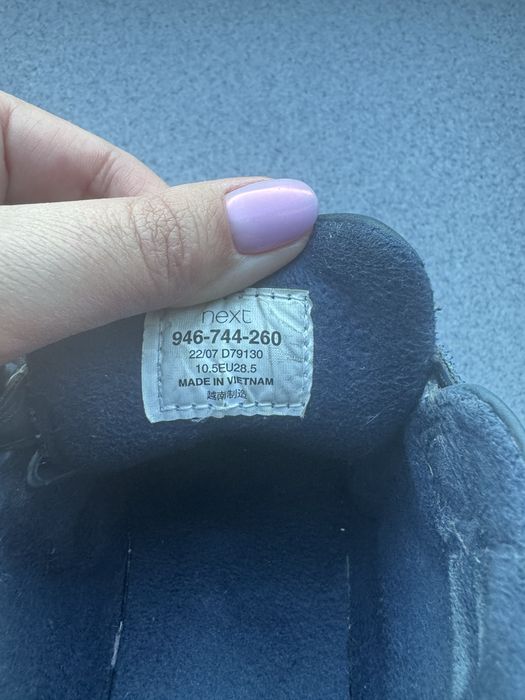 next
946-744-260
22/07 D79130
10.5EU28.5
MADE IN VIETNAM
越南制造